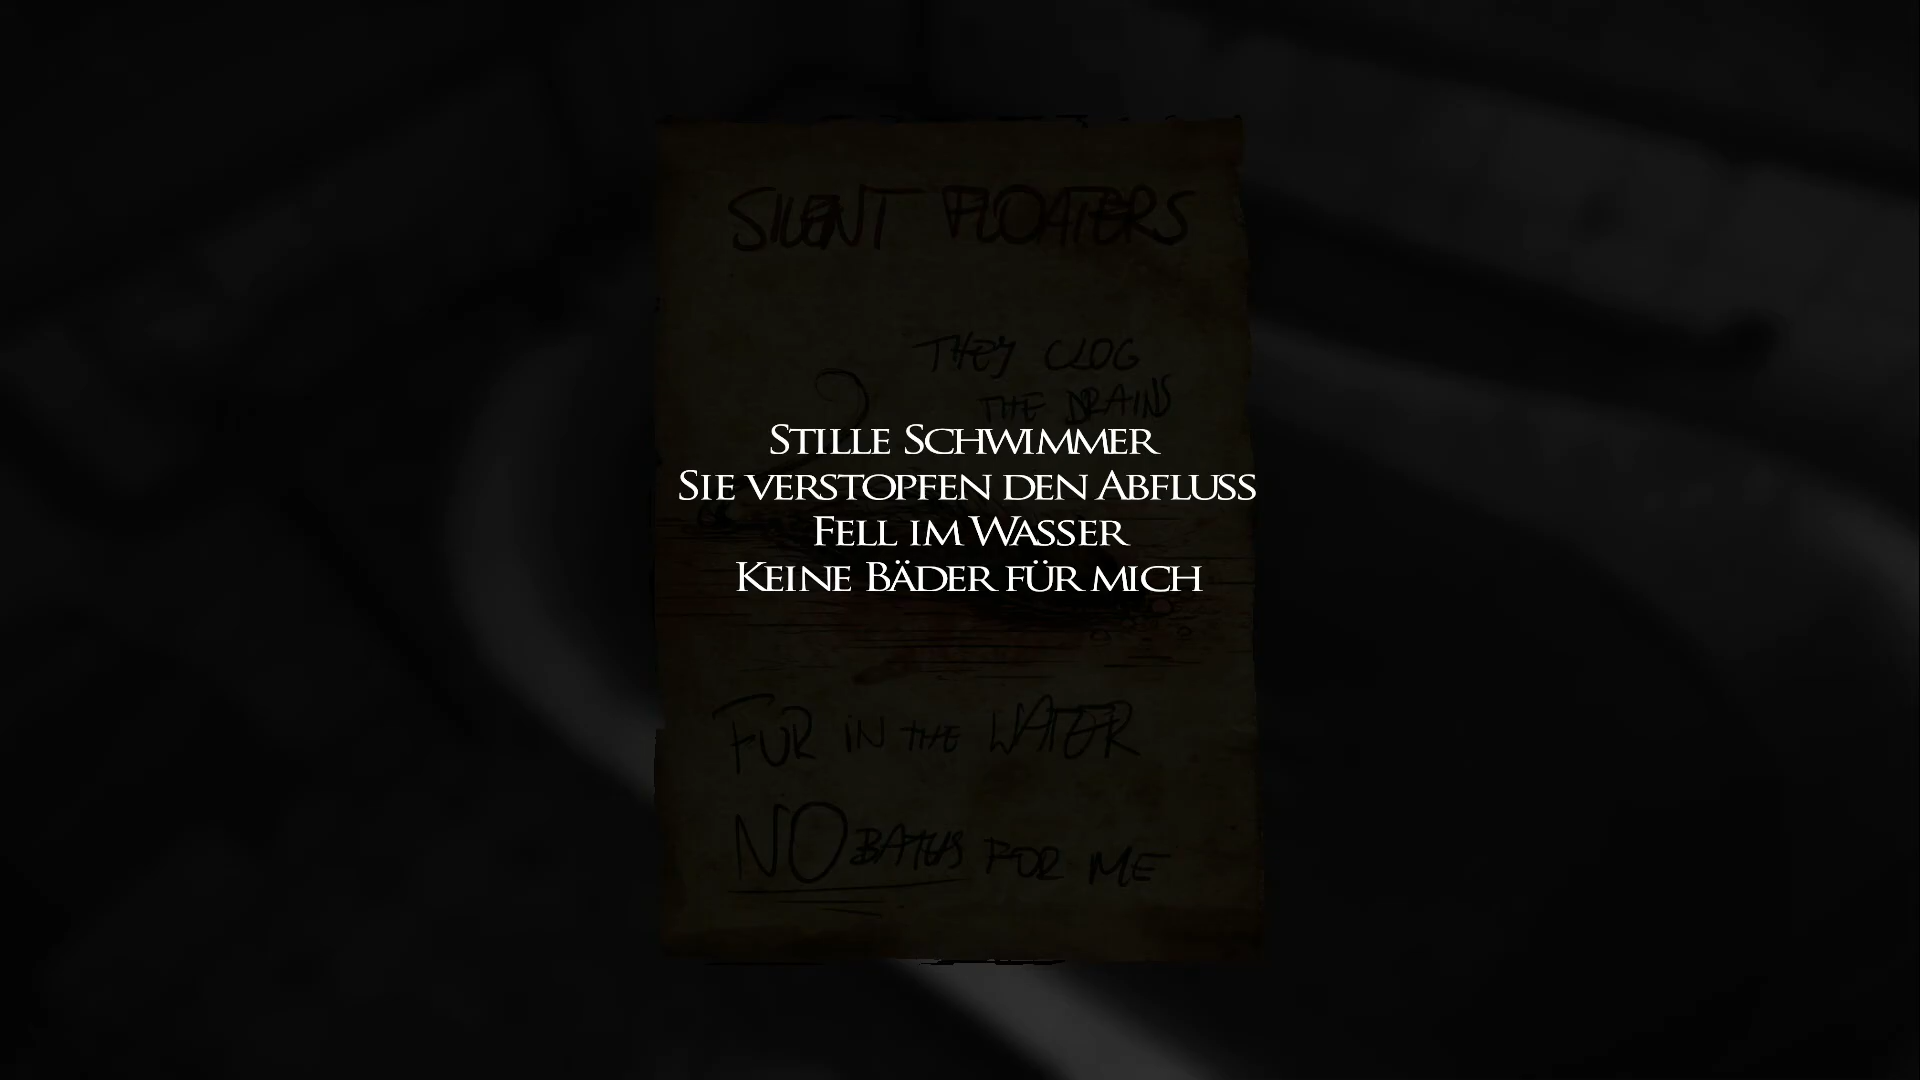 SILENT FLOATERS
THEY CLOG
THE DRAINS
STILLE SCHWIMMER
SIE VERSTOPFEN DEN ABFLUSS
FELL IM WASSER
KEINE BÄDER FÜR MICH
FUR IN THE WATER
NO BATHS FOR ME